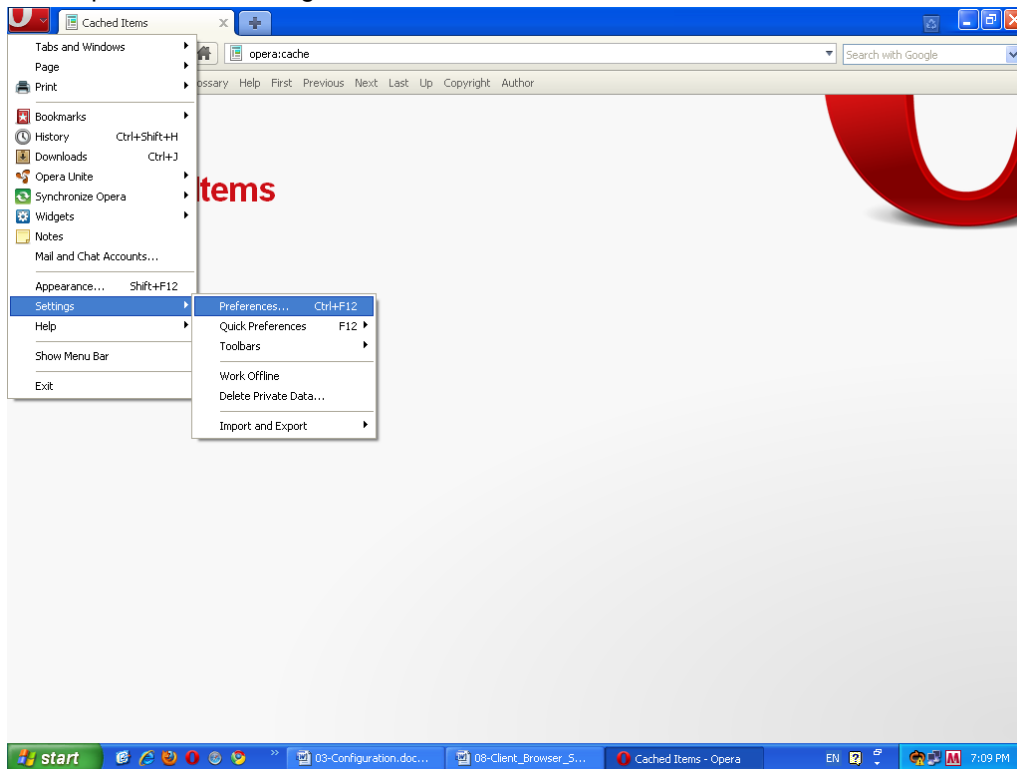 Cached Items
Tabs and Windows
Page
Print
Bookmarks
History Ctrl+Shift+H
Downloads Ctrl+J
Opera Unite
Synchronize Opera
Widgets
Notes
Mail and Chat Accounts...
Appearance... Shift+F12
Settings
Help
Show Menu Bar
Exit
opera:cache
Search with Google
ossary Help First Previous Next Last Up Copyright Author
Items
Preferences... Ctrl+F12
Quick Preferences F12
Toolbars
Work Offline
Delete Private Data...
Import and Export
start
03-Configuration.doc...
08-Client_Browser_S...
Cached Items - Opera
EN
7:09 PM